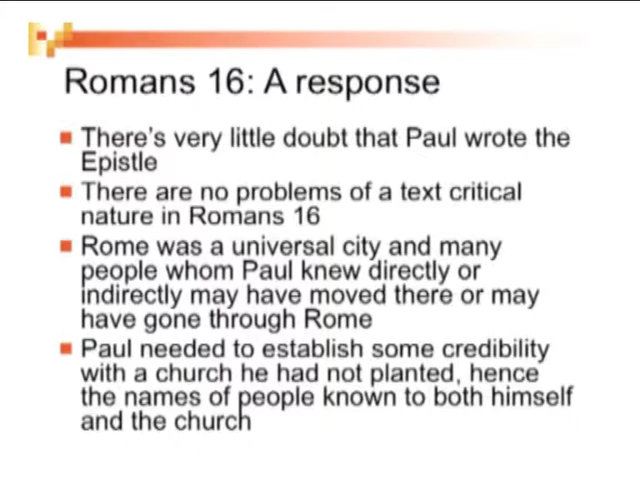 Romans 16: A response
There's very little doubt that Paul wrote the
Epistle
There are no problems of a text critical
nature in Romans 16
Rome was a universal city and many
people whom Paul knew directly or
indirectly may have moved there or may
have gone through Rome
Paul needed to establish some credibility
with a church he had not planted, hence
the names of people known to both himself
and the church